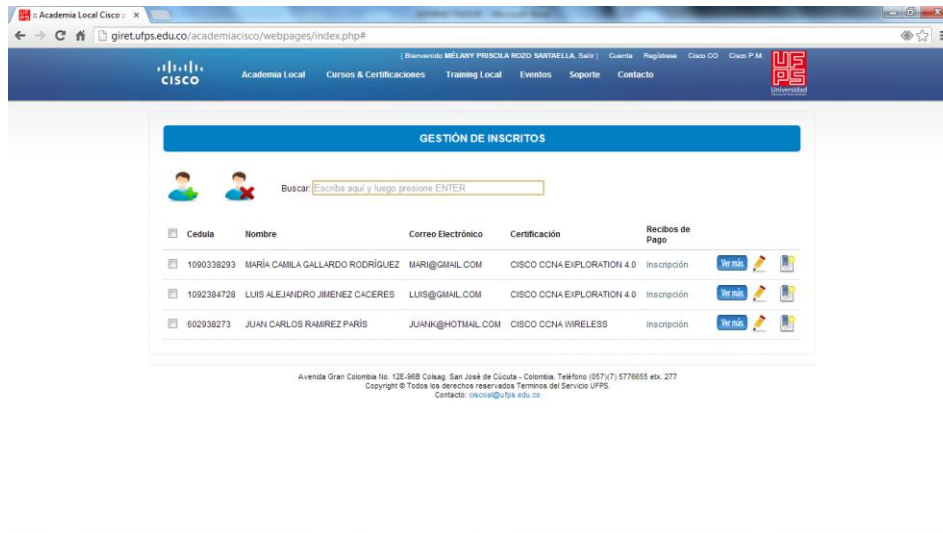 :: Academia Local Cisco ::
giret.ufps.edu.co/academiacisco/webpages/index.php#
[ Bienvenido MÉLANY PRISCILA ROZO SANTAELLA, Salir ] Cuenta Regístrese Cisco CO Cisco P.M.
CISCO Academia Local Cursos & Certificaciones Training Local Eventos Soporte Contacto UFPS
Universidad
GESTIÓN DE INSCRITOS
Buscar: Escriba aquí y luego presione ENTER
Cedula Nombre Correo Electrónico Certificación Recibos de Pago
1090338293 MARÍA CAMILA GALLARDO RODRÍGUEZ MARI@GMAIL.COM CISCO CCNA EXPLORATION 4.0 Inscripción Ver más
1092384728 LUIS ALEJANDRO JIMENEZ CACERES LUIS@GMAIL.COM CISCO CCNA EXPLORATION 4.0 Inscripción Ver más
602938273 JUAN CARLOS RAMIREZ PARÍS JUANK@HOTMAIL.COM CISCO CCNA WIRELESS Inscripción Ver más
Avenida Gran Colombia No. 12E-96B Colsag. San José de Cúcuta - Colombia. Teléfono (057)(7) 5776655 etx. 277
Copyright © Todos los derechos reservados Terminos del Servicio UFPS.
Contacto: ciscoal@ufps.edu.co